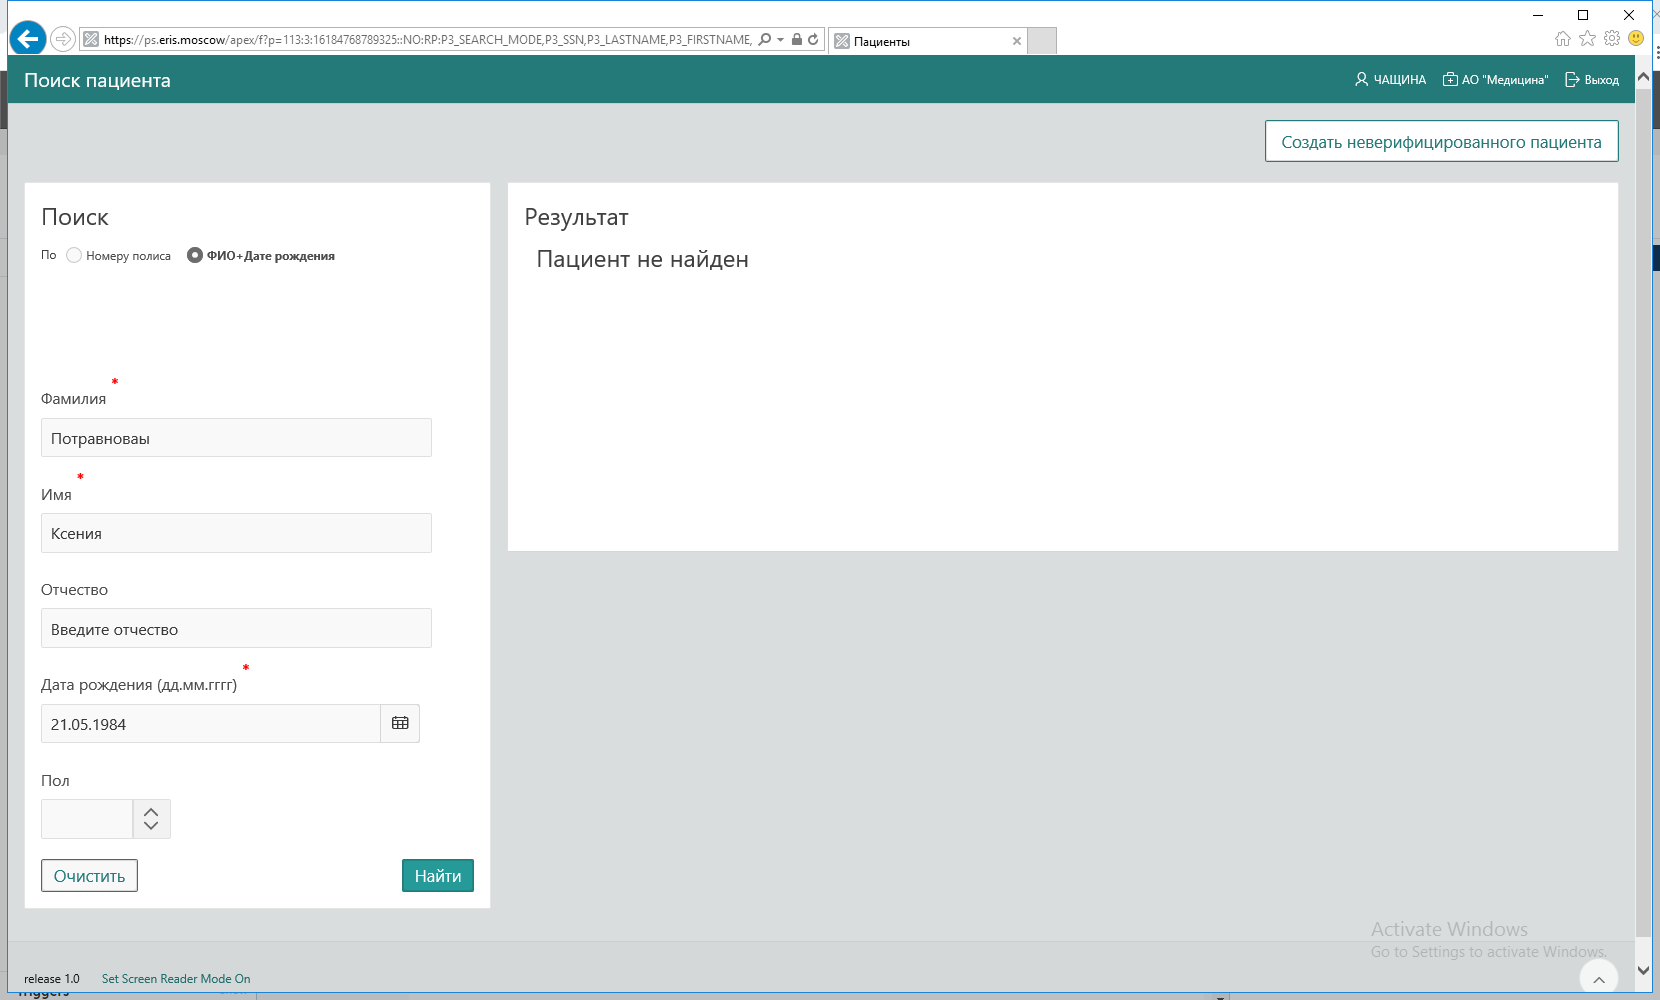 https://ps.eris.moscow/apex/f?p=113:3:16184768789325::NO:RP:P3_SEARCH_MODE,P3_SSN,P3_LASTNAME,P3_FIRSTNAME,
Пациенты
Поиск пациента
ЧАЩИНА
АО "Медицина"
Выход
Создать неверифицированного пациента
Поиск
По
Номеру полиса
ФИО+Дате рождения
Фамилия *
Потравноваы
Имя *
Ксения
Отчество
Введите отчество
Дата рождения (дд.мм.гггг) *
21.05.1984
Пол
Очистить
Найти
Результат
Пациент не найден
Activate Windows
Go to Settings to activate Windows.
release 1.0
Set Screen Reader Mode On
Triggers